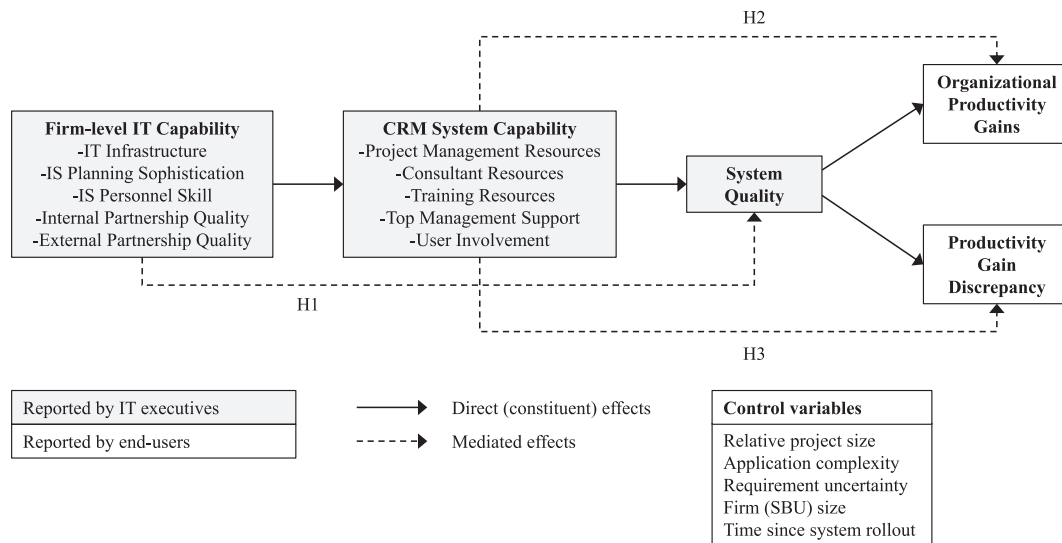 H2
Organizational
Productivity
Gains
Firm-level IT Capability
-IT Infrastructure
-IS Planning Sophistication
-IS Personnel Skill
-Internal Partnership Quality
-External Partnership Quality
CRM System Capability
-Project Management Resources
-Consultant Resources
-Training Resources
-Top Management Support
-User Involvement
System
Quality
Productivity
Gain
Discrepancy
H1
H3
Reported by IT executives
Reported by end-users
Direct (constituent) effects
Mediated effects
Control variables
Relative project size
Application complexity
Requirement uncertainty
Firm (SBU) size
Time since system rollout